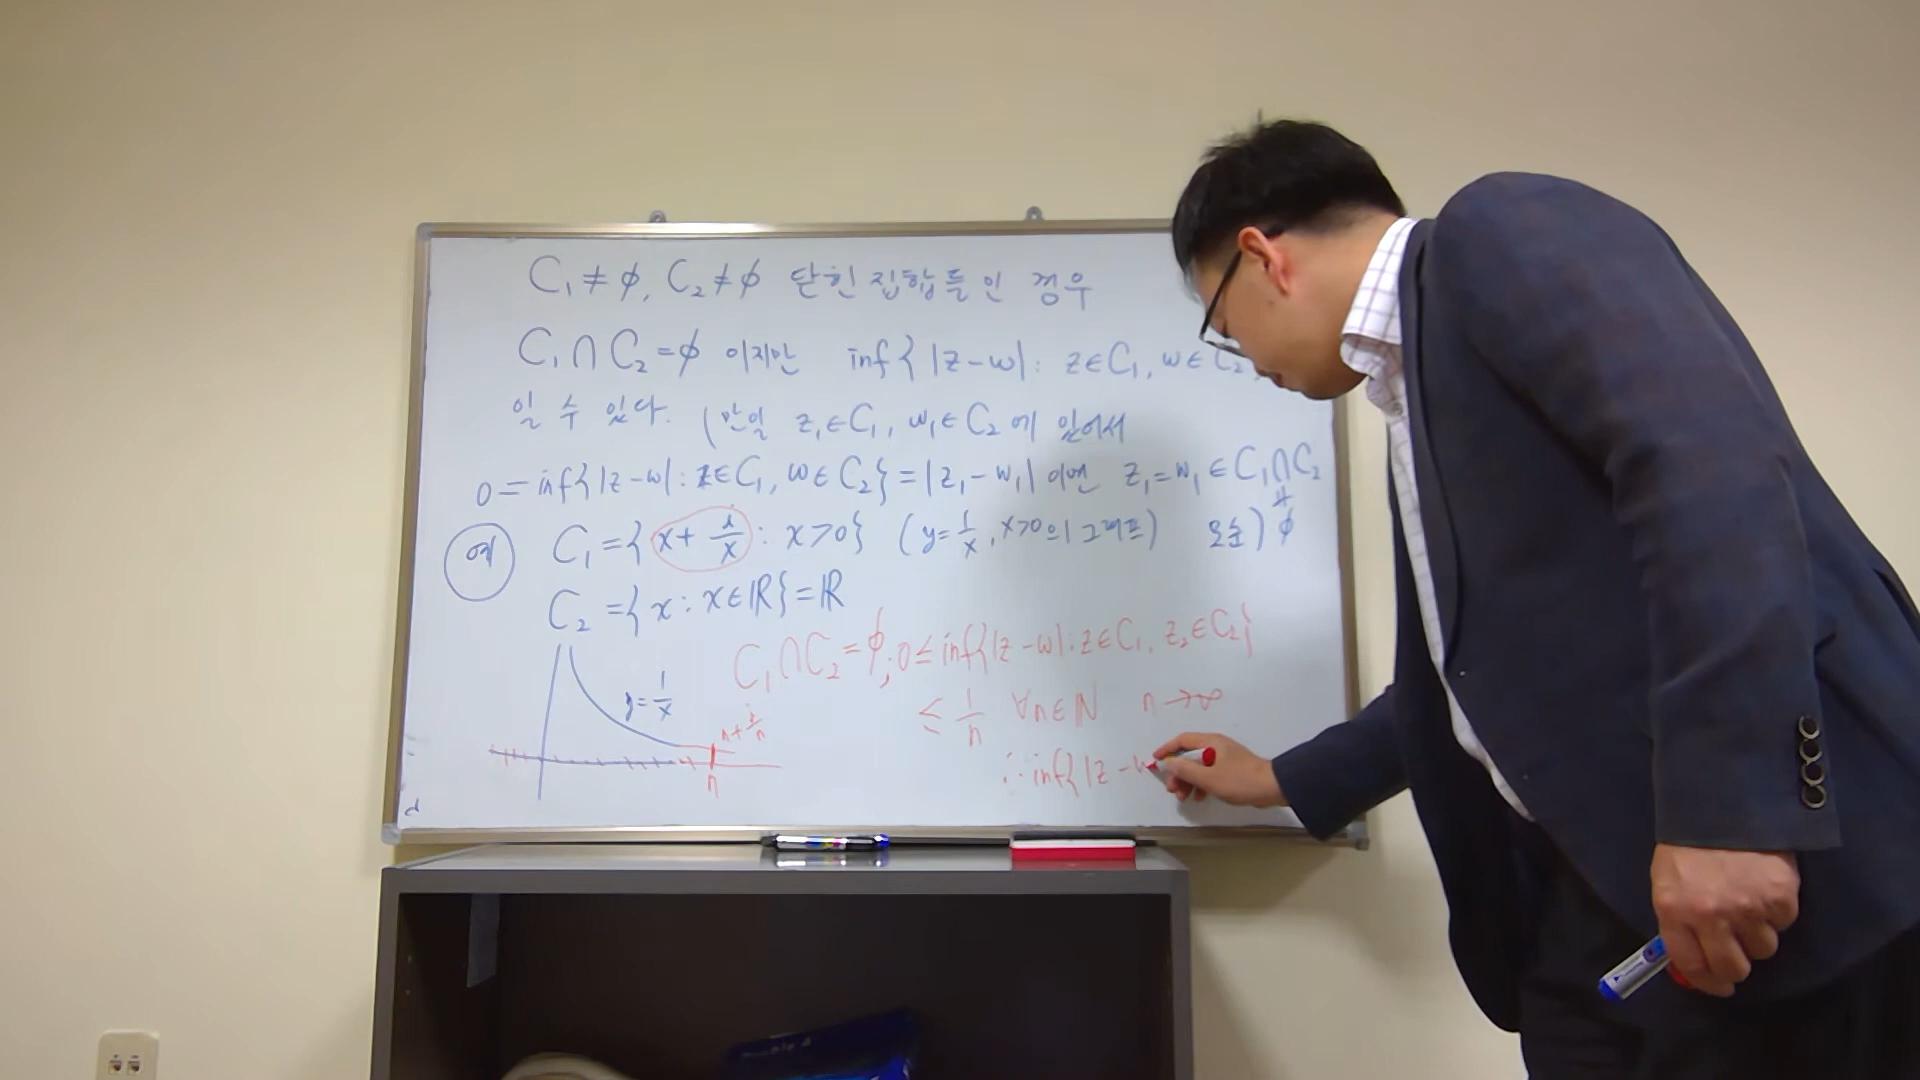 C₁≠ϕ, C₂≠ϕ 닫힌집합들인 경우
C₁∩C₂=ϕ 이지만 inf{|z-w|: z∈C₁, w∈C₂
일 수 있다. (만일 z₁∈C₁, w₁∈C₂에 있어서
0=inf{|z-w|: z∈C₁, w∈C₂}=|z₁-w₁| 이면 z₁=w₁∈C₁∩C₂
≠
예 C₁={x+i/x : x>0} (y=1/x, x>0의 그래프) 모순) ϕ
C₂={x: x∈ℝ}=ℝ
C₁∩C₂=ϕ, 0≤inf{|z-w|: z∈C₁, z₂∈C₂}
y=1/x
≤ 1/n ∀n∈ℕ n→∞
n+i/n
∴ inf{|z-w
n